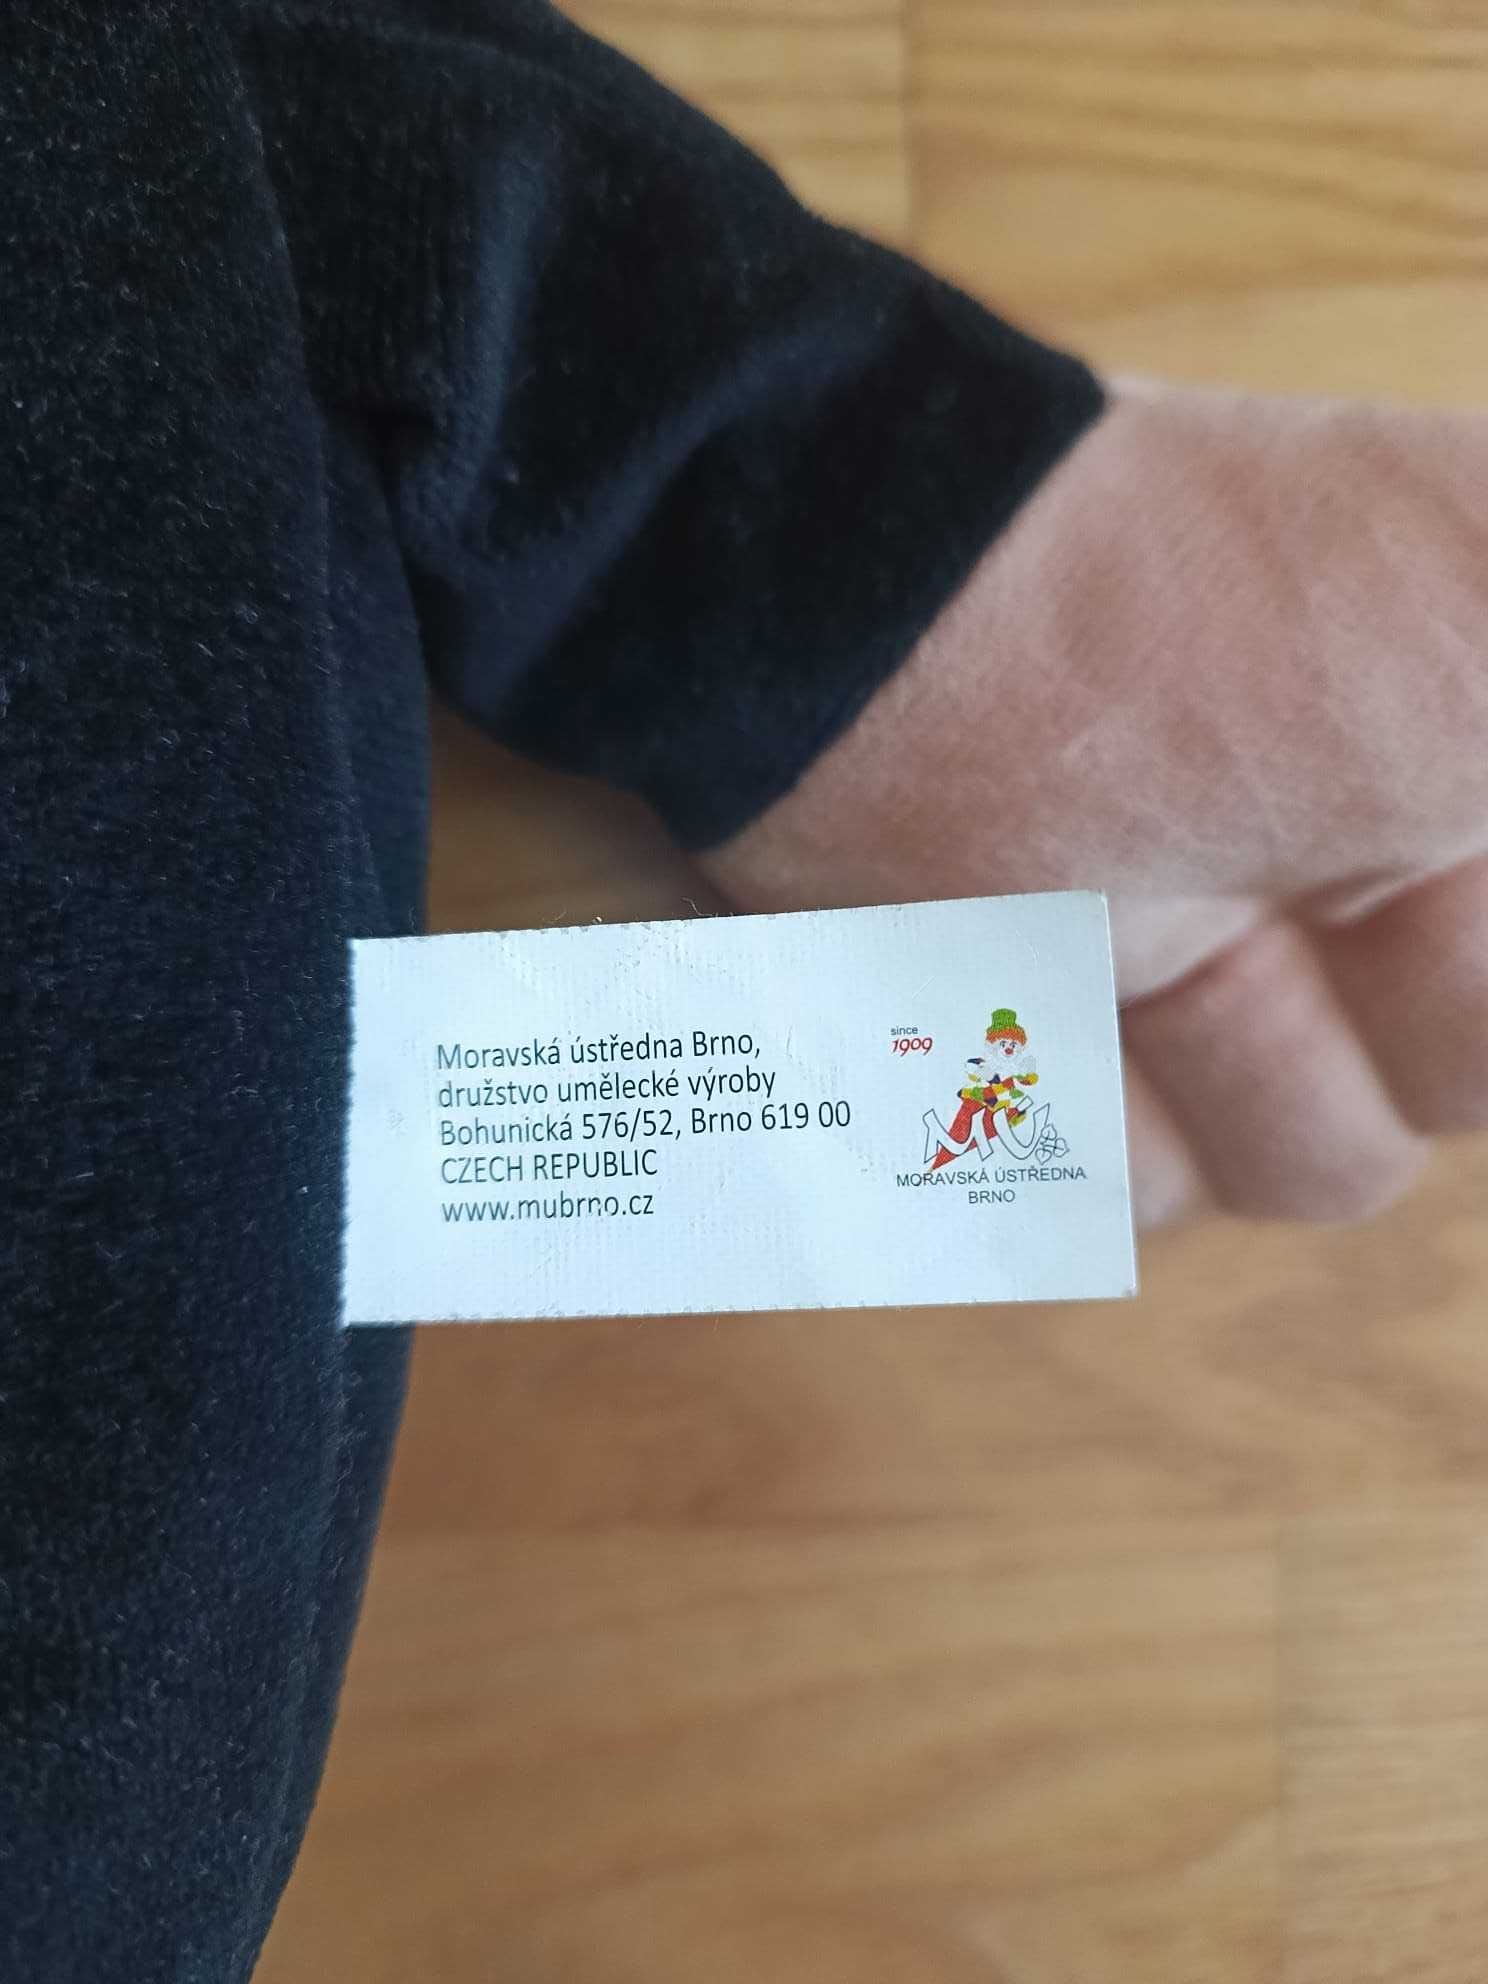 Moravská ústředna Brno,
družstvo umělecké výroby
Bohunická 576/52, Brno 619 00
CZECH REPUBLIC
www.mubrno.cz
since
1909
MU
MORAVSKÁ ÚSTŘEDNA
BRNO